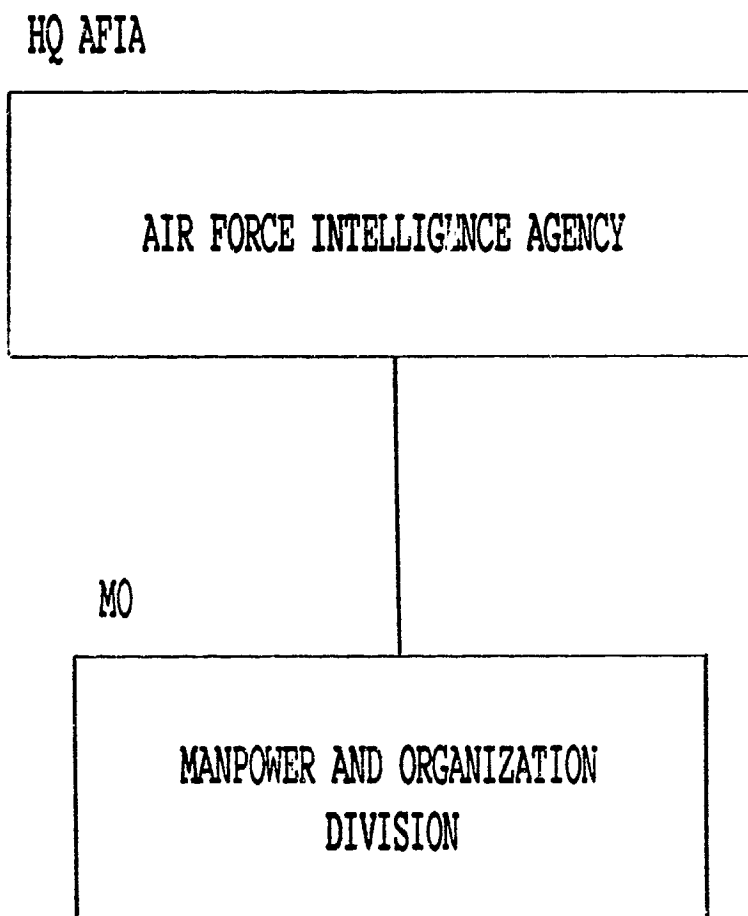 HQ AFIA
AIR FORCE INTELLIGENCE AGENCY
MO
MANPOWER AND ORGANIZATION
DIVISION